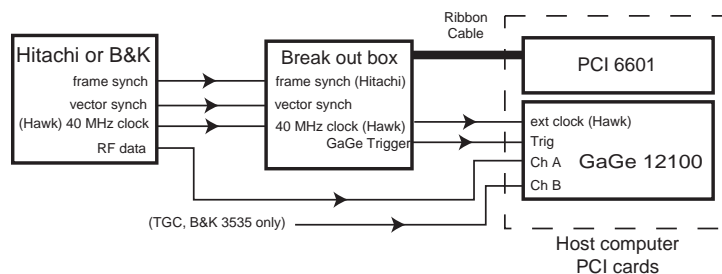 Ribbon
Cable
Hitachi or B&K
frame synch
vector synch
(Hawk) 40 MHz clock
RF data
Break out box
frame synch (Hitachi)
vector synch
40 MHz clock (Hawk)
GaGe Trigger
PCI 6601
ext clock (Hawk)
Trig
Ch A
Ch B
GaGe 12100
(TGC, B&K 3535 only)
Host computer
PCI cards